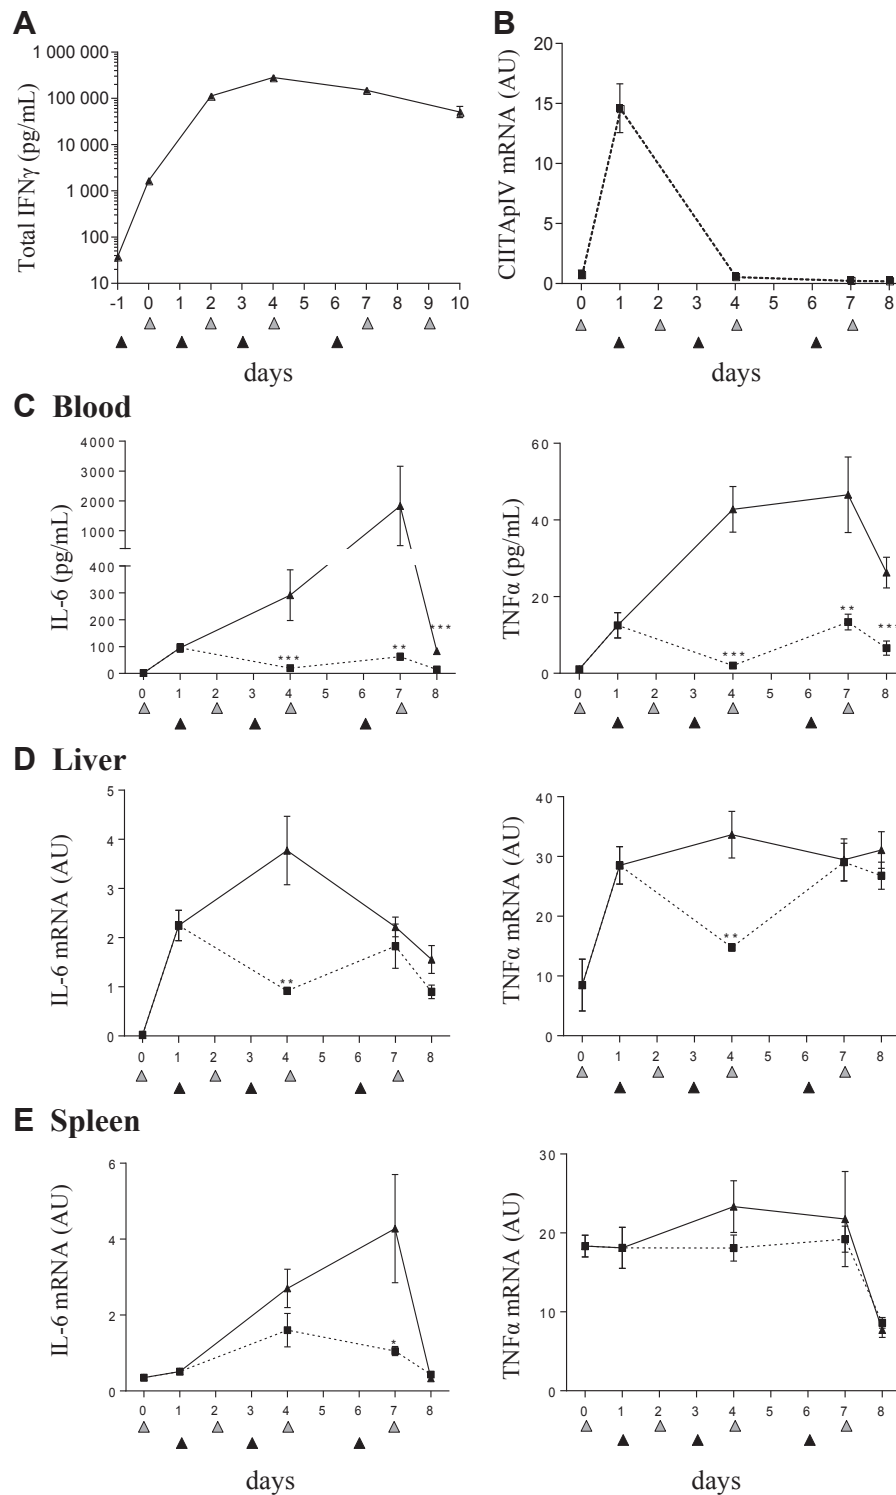 A
Total IFNγ (pg/mL)
1 000 000
100 000
10 000
1 000
100
10
-1 0 1 2 3 4 5 6 7 8 9 10
days
B
CIITApIV mRNA (AU)
20
15
10
5
0
0 1 2 3 4 5 6 7 8
days
C Blood
IL-6 (pg/mL)
4000
3000
2000
1000
400
300
200
100
0
***
**
***
0 1 2 3 4 5 6 7 8
TNFα (pg/mL)
60
40
20
0
***
**
***
0 1 2 3 4 5 6 7 8
D Liver
IL-6 mRNA (AU)
5
4
3
2
1
0
**
0 1 2 3 4 5 6 7 8
TNFα mRNA (AU)
40
30
20
10
0
**
0 1 2 3 4 5 6 7 8
E Spleen
IL-6 mRNA (AU)
6
4
2
0
*
0 1 2 3 4 5 6 7 8
days
TNFα mRNA (AU)
30
20
10
0
0 1 2 3 4 5 6 7 8
days